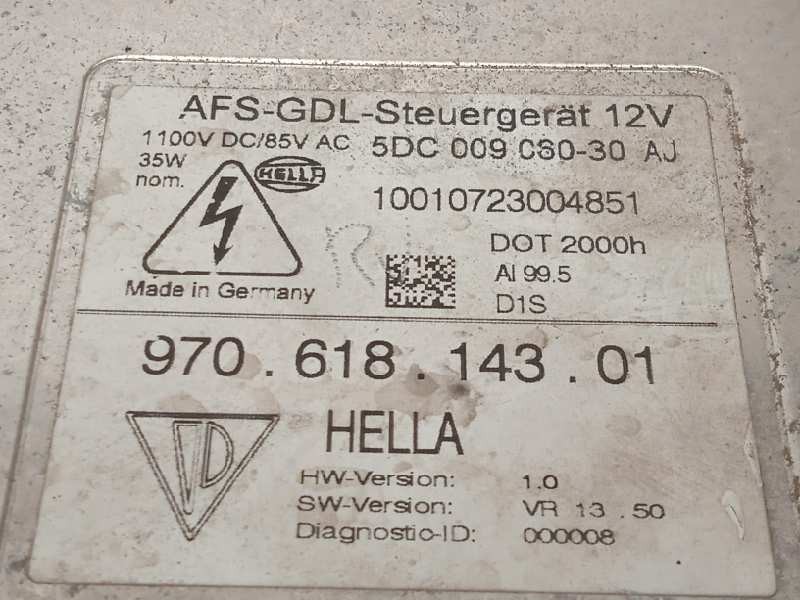 AFS-GDL-Steuergerät 12V
1100V DC/85V AC 5DC 009 060-30 AJ
35W
nom.
HELLA
10010723004851
DOT 2000h
Al 99.5
D1S
Made in Germany
970.618.143.01
HELLA
HW-Version: 1.0
SW-Version: VR 13.50
Diagnostic-ID: 000008